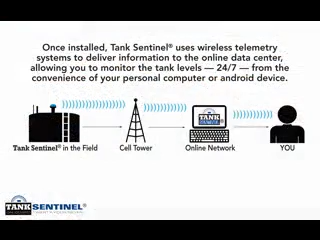 Once installed, Tank Sentinel® uses wireless telemetry
systems to deliver information to the online data center,
allowing you to monitor the tank levels — 24/7 — from the
convenience of your personal computer or android device.
TANK
Tank Sentinel® in the Field
Cell Tower
Online Network
YOU
TANK SENTINEL®